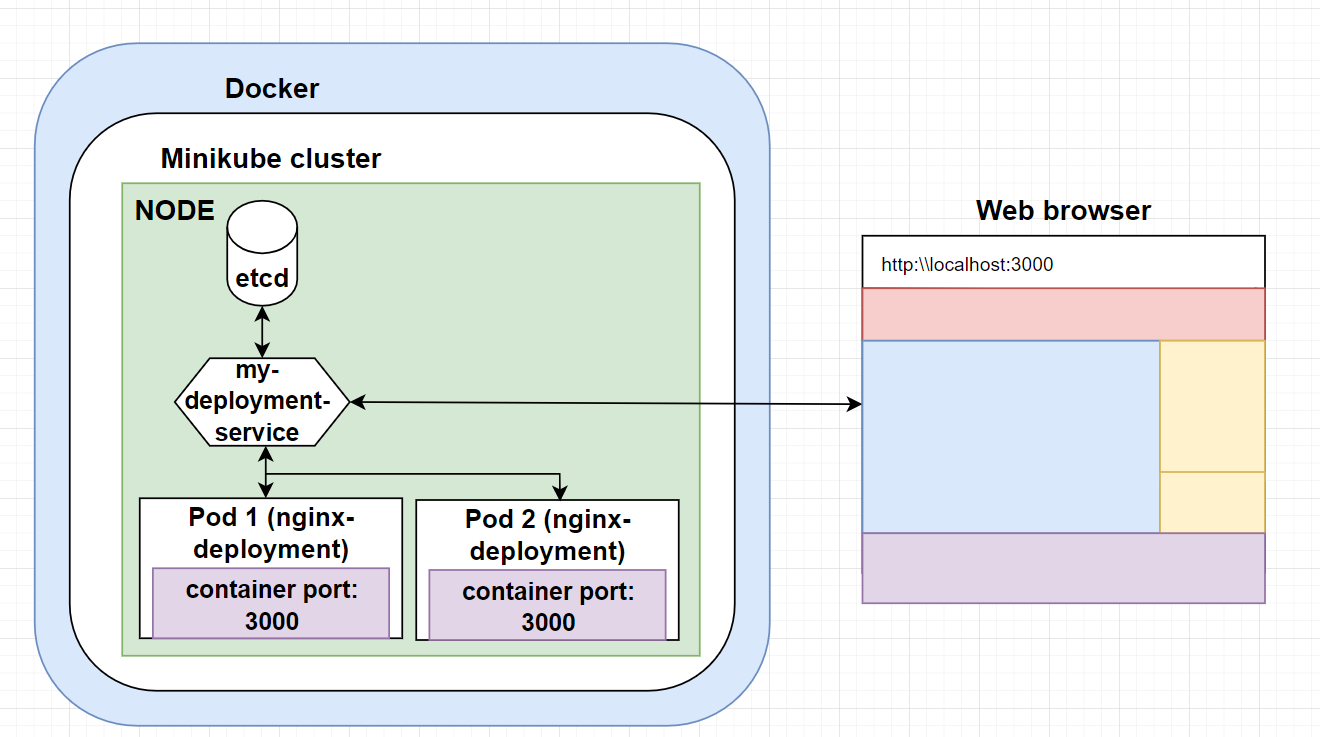 Docker
Minikube cluster
NODE
etcd
my-
deployment-
service
Pod 1 (nginx-
deployment)
container port:
3000
Pod 2 (nginx-
deployment)
container port:
3000
Web browser
http:\\localhost:3000